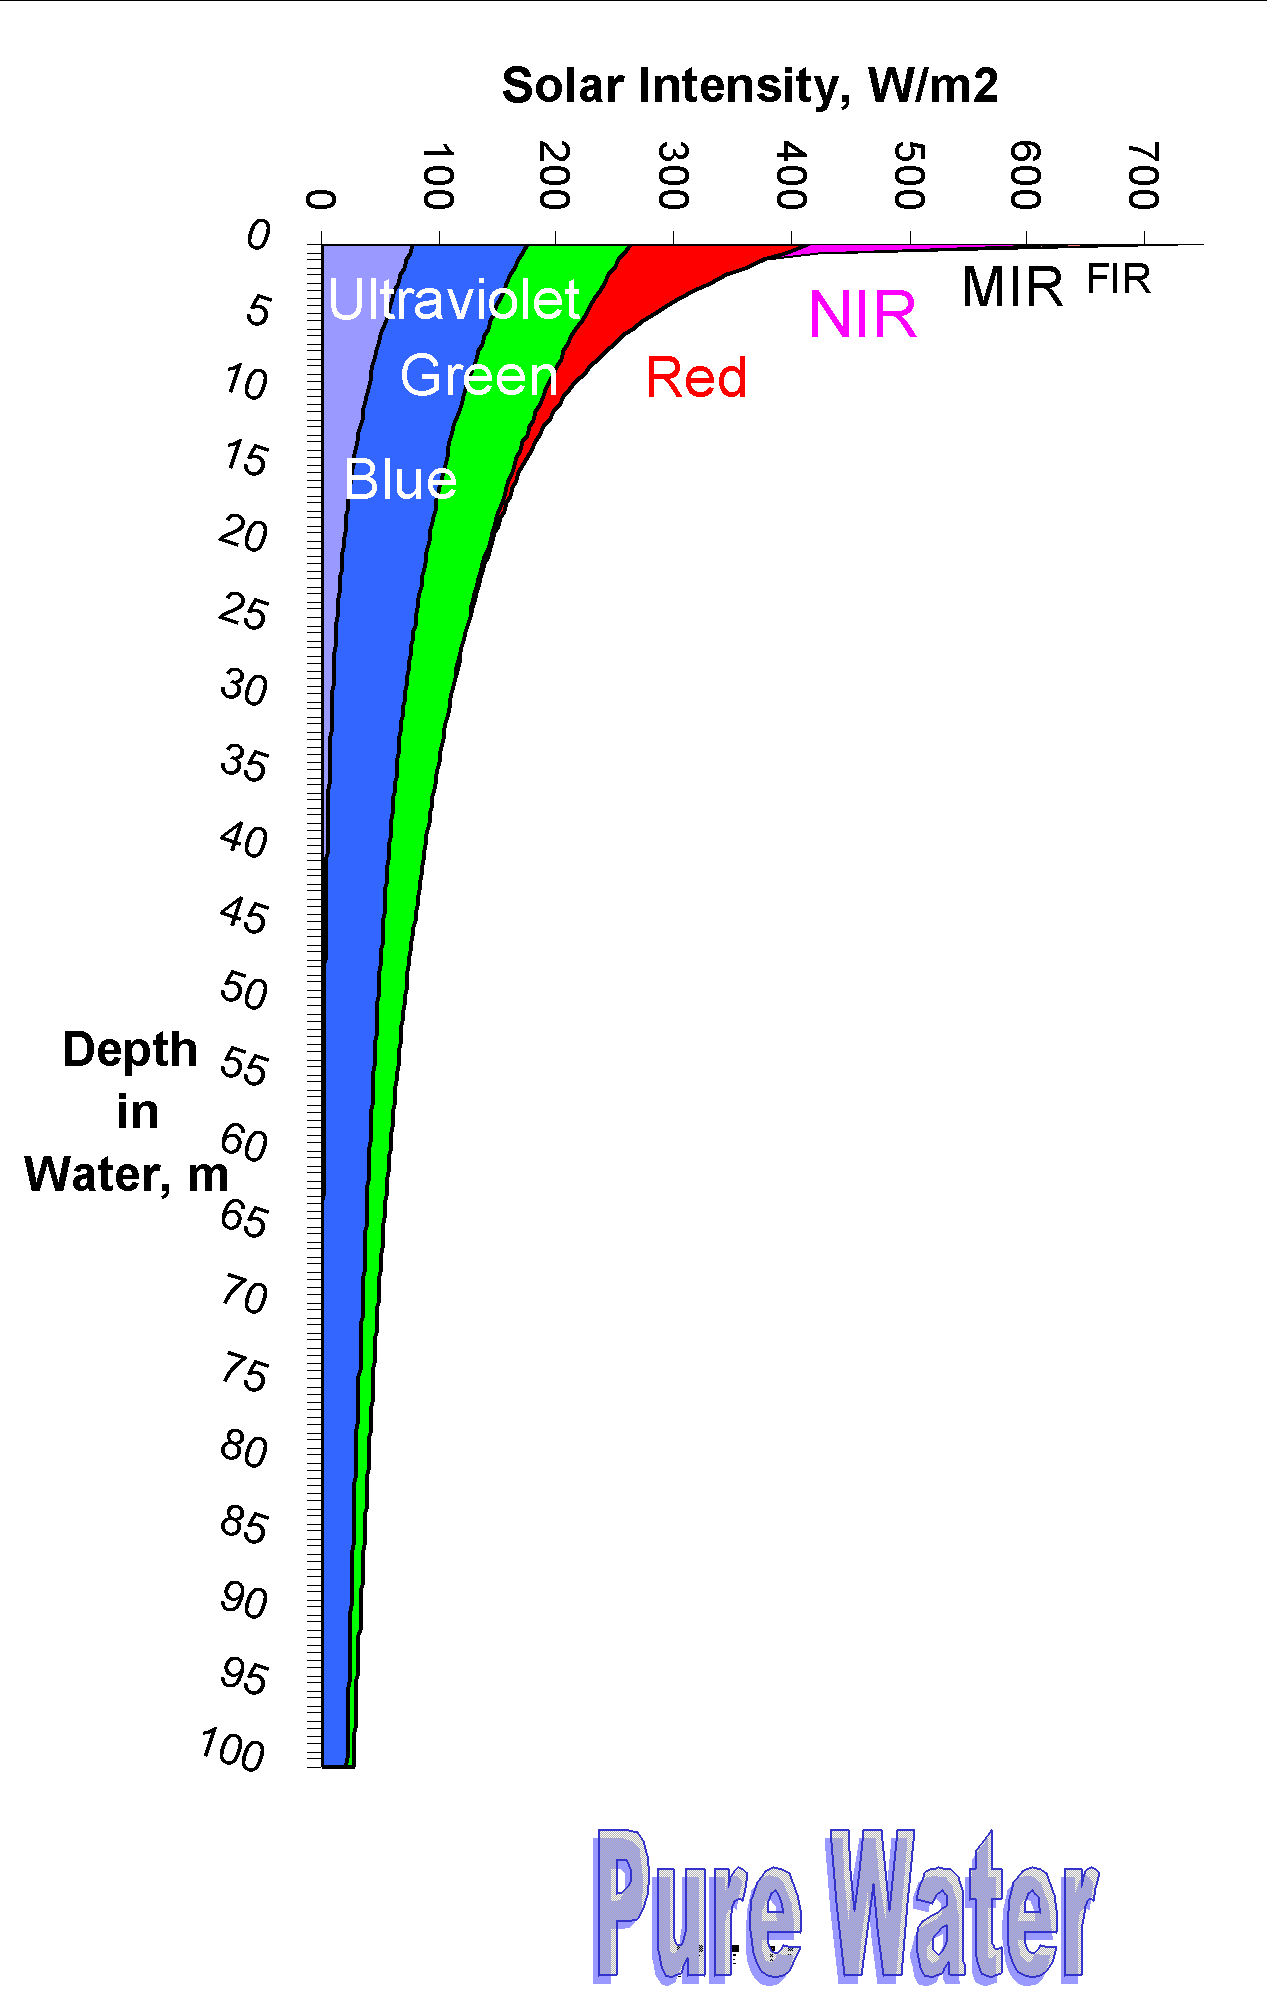 Solar Intensity, W/m2
0 100 200 300 400 500 600 700
0
5
10
15
20
25
30
35
40
45
50
55
60
65
70
75
80
85
90
95
100
Ultraviolet
Green
Blue
Red
NIR
MIR
FIR
Depth
in
Water, m
Pure Water